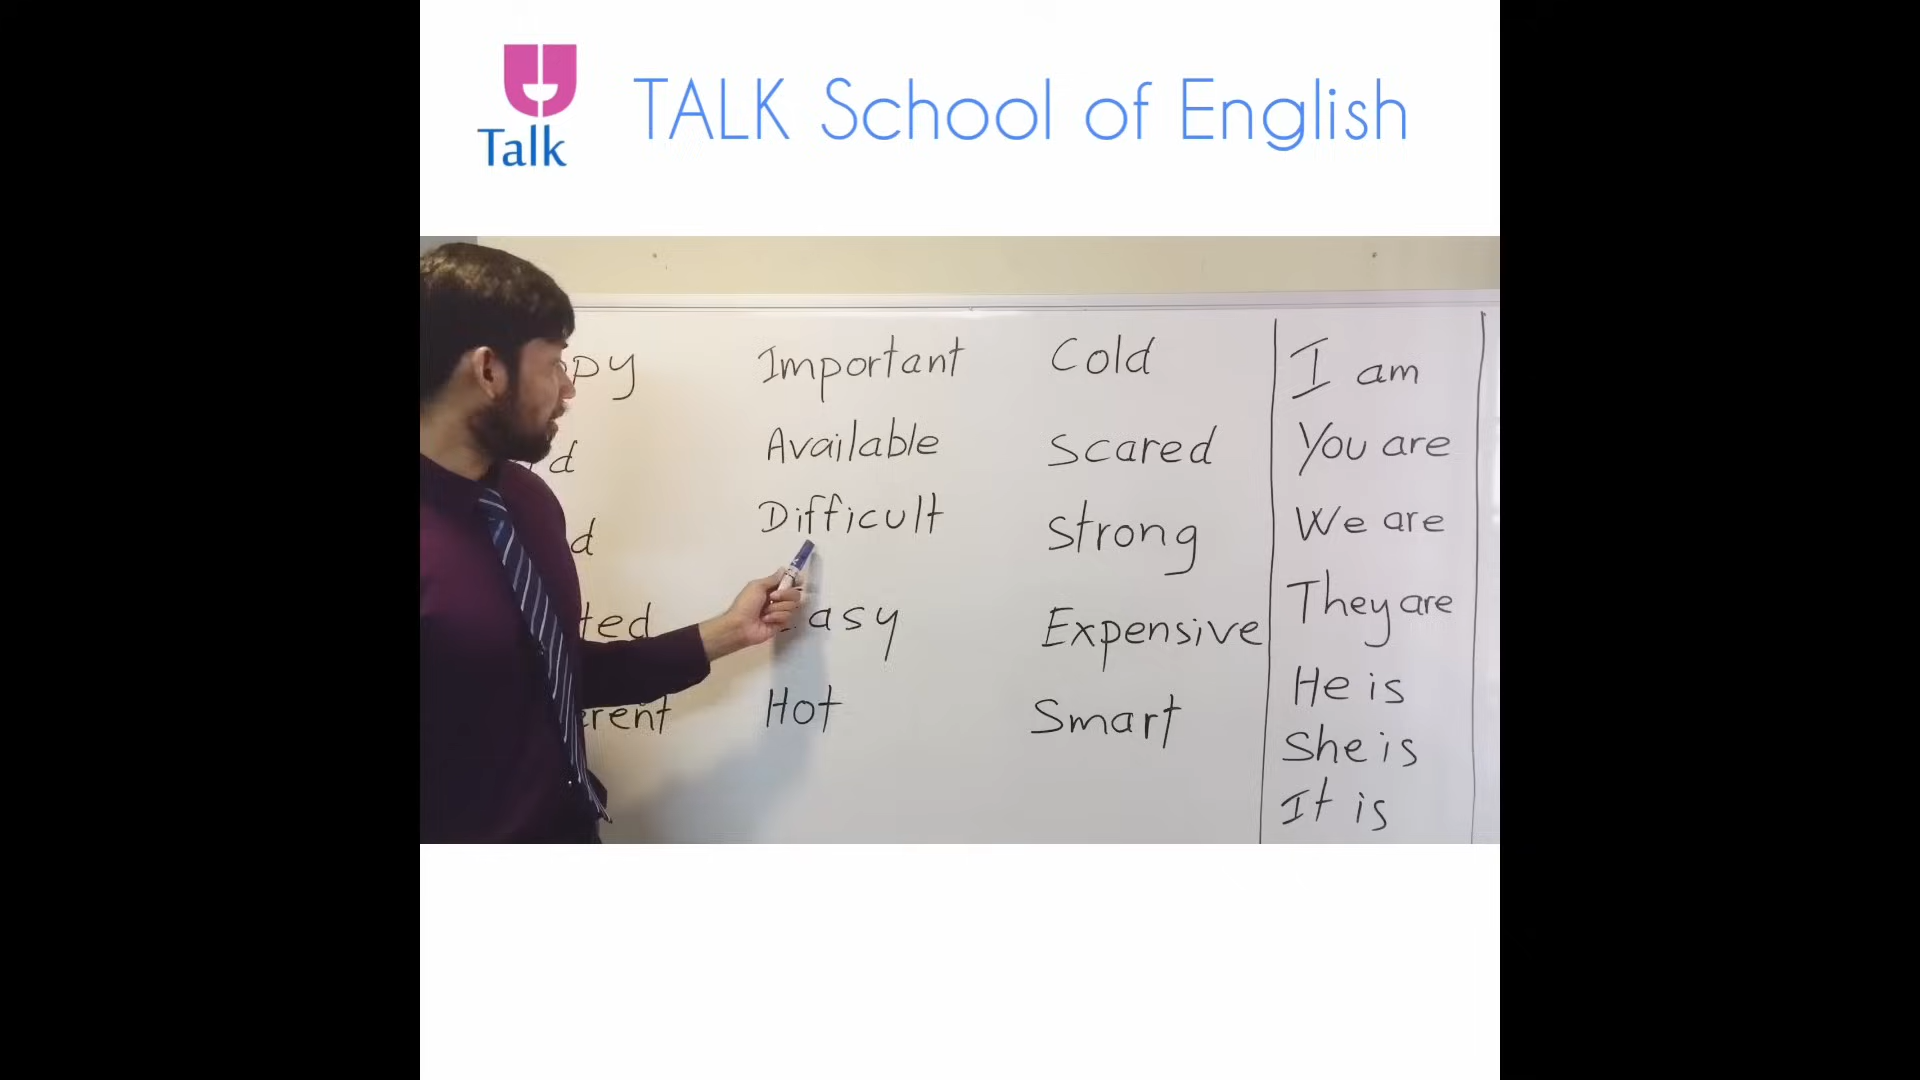 Talk
TALK School of English
Important Cold I am
Available Scared You are
Difficult Strong We are
Easy Expensive They are
Hot Smart He is
She is
It is